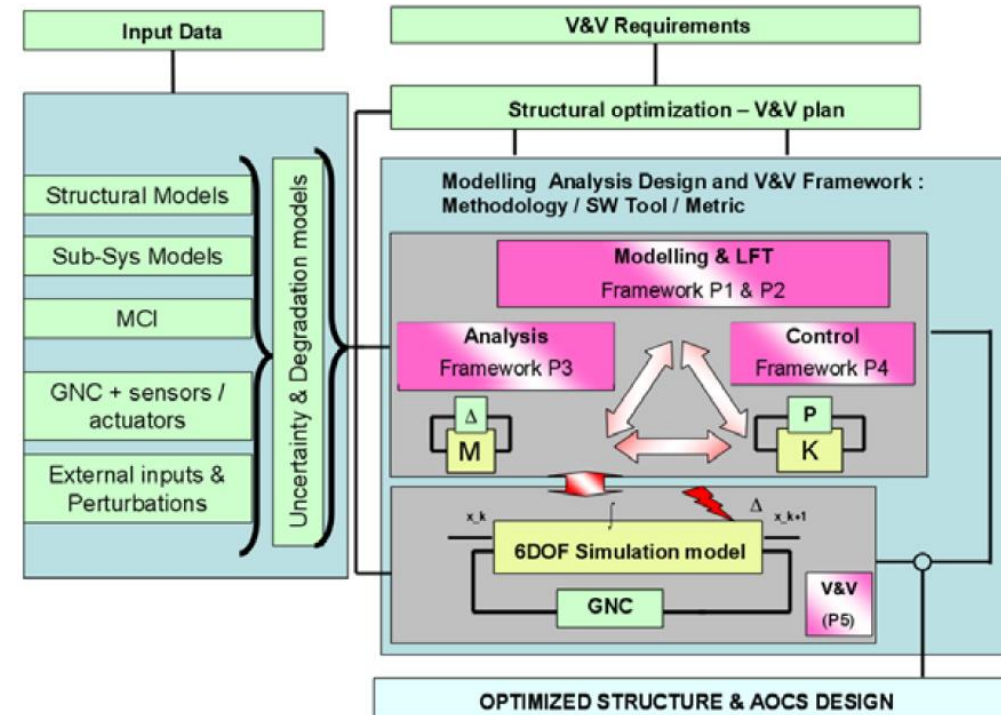 Input Data
V&V Requirements
Structural optimization – V&V plan
Structural Models
Sub-Sys Models
MCI
GNC + sensors /
actuators
External inputs &
Perturbations
Uncertainty & Degradation models
Modelling Analysis Design and V&V Framework :
Methodology / SW Tool / Metric
Modelling & LFT
Framework P1 & P2
Analysis
Framework P3
Control
Framework P4
Δ
M
P
K
x_k
∫
Δ
x_k+1
6DOF Simulation model
GNC
V&V
(P5)
OPTIMIZED STRUCTURE & AOCS DESIGN